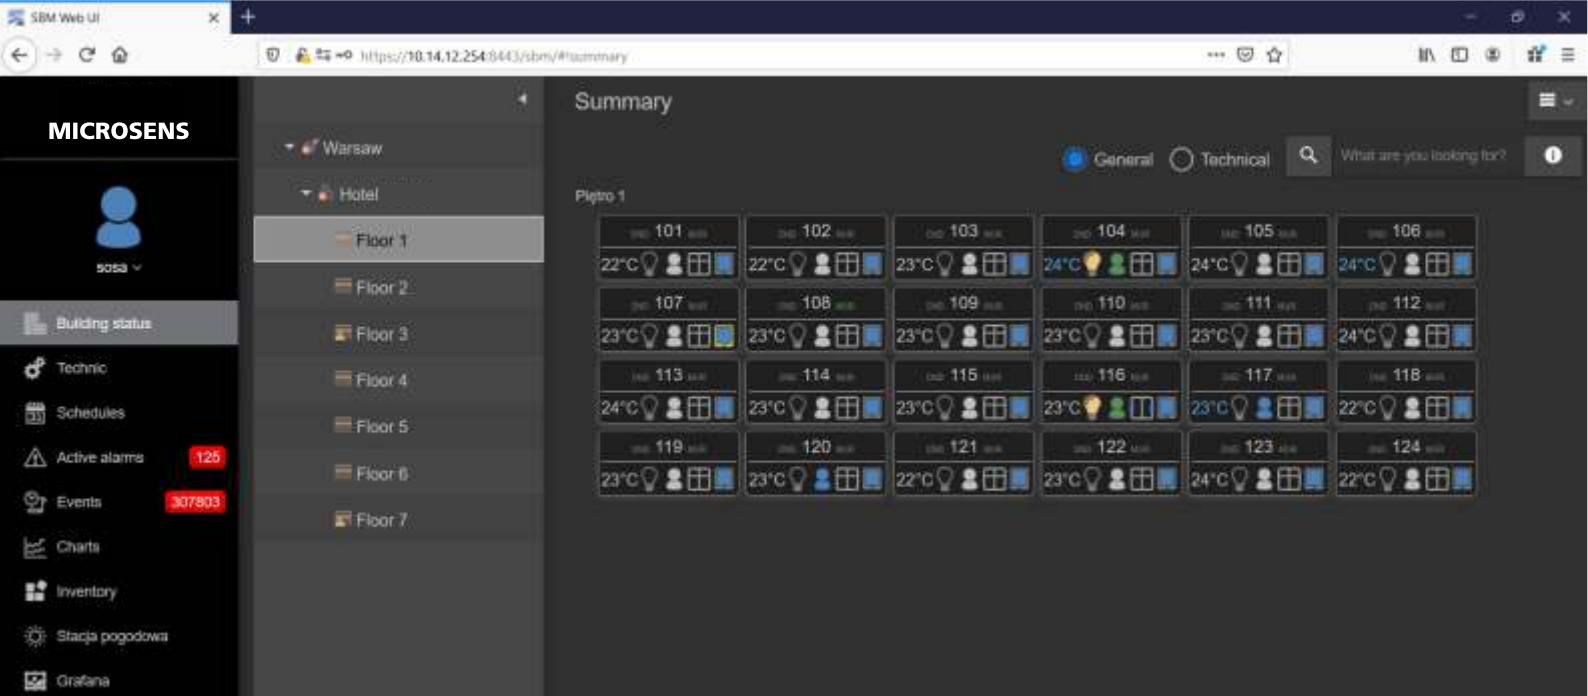 SBM Web UI
https://10.14.12.254:8443/sbm/#!summary
MICROSENS
sosa
Building status
Technic
Schedules
Active alarms 125
Events 307803
Charts
Inventory
Stacja pogodowa
Grafana
Warsaw
Hotel
Floor 1
Floor 2
Floor 3
Floor 4
Floor 5
Floor 6
Floor 7
Summary
General Technical What are you looking for?
Piętro 1
101 102 103 104 105 106
22°C 22°C 23°C 24°C 24°C 24°C
107 108 109 110 111 112
23°C 23°C 23°C 23°C 23°C 24°C
113 114 115 116 117 118
24°C 23°C 23°C 23°C 23°C 22°C
119 120 121 122 123 124
23°C 23°C 22°C 23°C 24°C 22°C